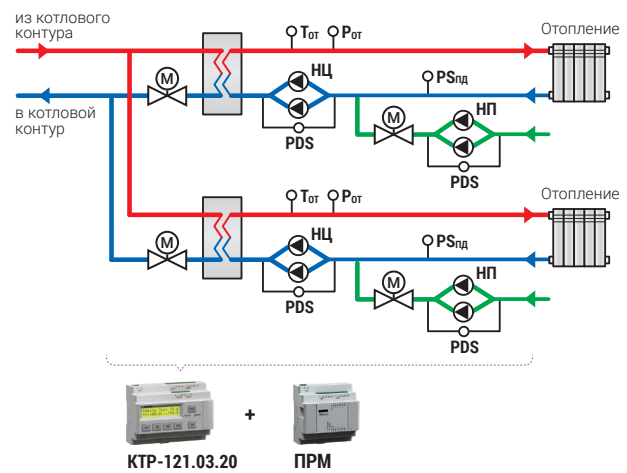 из котлового
контура
Tот
Pот
Отопление
M
НЦ
PSпд
в котловой
контур
M
НП
PDS
PDS
Tот
Pот
Отопление
M
НЦ
PSпд
M
НП
PDS
PDS
+
КТР-121.03.20
ПРМ